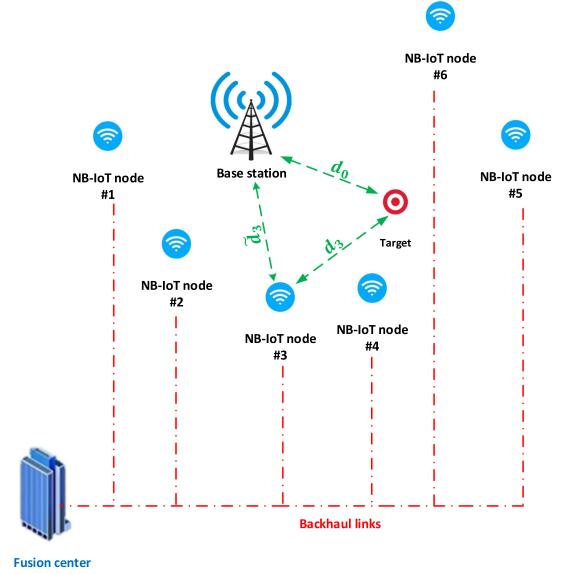 NB-IoT node
#6
NB-IoT node
#1
Base station
d₀
NB-IoT node
#5
d̃₃
d₃
Target
NB-IoT node
#2
NB-IoT node
#3
NB-IoT node
#4
Backhaul links
Fusion center